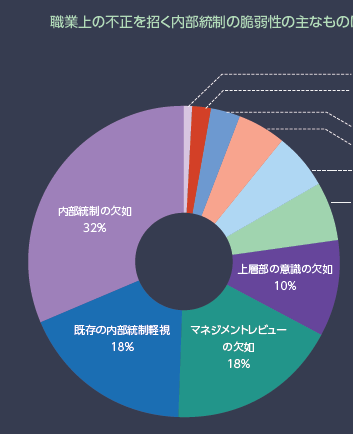 職業上の不正を招く内部統制の脆弱性の主なもの
内部統制の欠如
32%
上層部の意識の欠如
10%
既存の内部統制軽視
18%
マネジメントレビュー
の欠如
18%